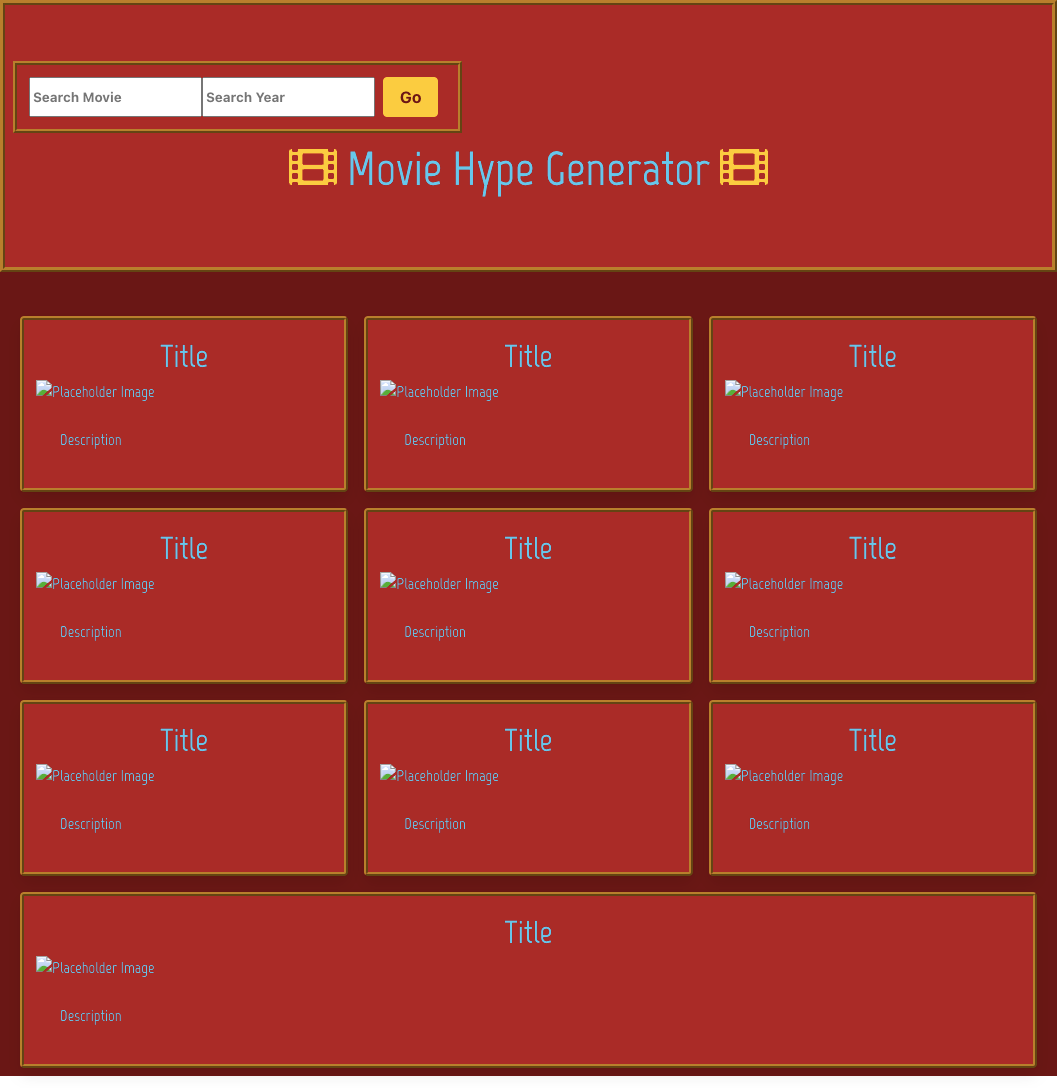 Search Movie Search Year Go
Movie Hype Generator
Title Title Title
Placeholder Image Placeholder Image Placeholder Image
Description Description Description
Title Title Title
Placeholder Image Placeholder Image Placeholder Image
Description Description Description
Title Title Title
Placeholder Image Placeholder Image Placeholder Image
Description Description Description
Title
Placeholder Image
Description